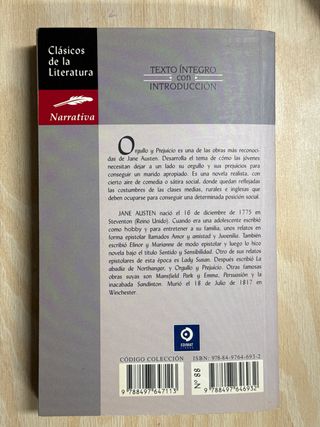 Clásicos
de la
Literatura
Narrativa
TEXTO ÍNTEGRO
con
INTRODUCCIÓN
Orgullo y Prejuicio es una de las obras más reconoci-
das de Jane Austen. Desarrolla el tema de cómo las jóvenes
necesitan dejar a un lado su orgullo y sus prejuicios para
conseguir un marido apropiado. Es una novela realista, con
cierto aire de comedia o sátira social, donde quedan reflejadas
las costumbres de las clases medias, rurales e inglesas que
deben ocuparse para conseguir una determinada posición social.
JANE AUSTEN nació el 16 de diciembre de 1775 en
Steventon (Reino Unido). Cuando era una adolescente escribió
como hobby y para entretener a su familia, unos relatos en
forma epistolar llamados Amor y amistad y Juvenilia. También
escribió Elinor y Marianne de modo epistolar y luego lo hizo
novela bajo el título Sentido y Sensibilidad. Otro de sus relatos
epistolares de esta época es Lady Susan. Después escribió La
abadía de Northanger, y Orgullo y Prejuicio. Otras famosas
obras suyas son Mansfield Park y Emma, Persuasión y la
inacabada Sanditon. Murió el 18 de Julio de 1817 en
Winchester.
EDIMAT
LIBROS
CÓDIGO COLECCIÓN
ISBN- 978-84-9764-693-2
9 788497 647113
9 788497 646932
Nº 88